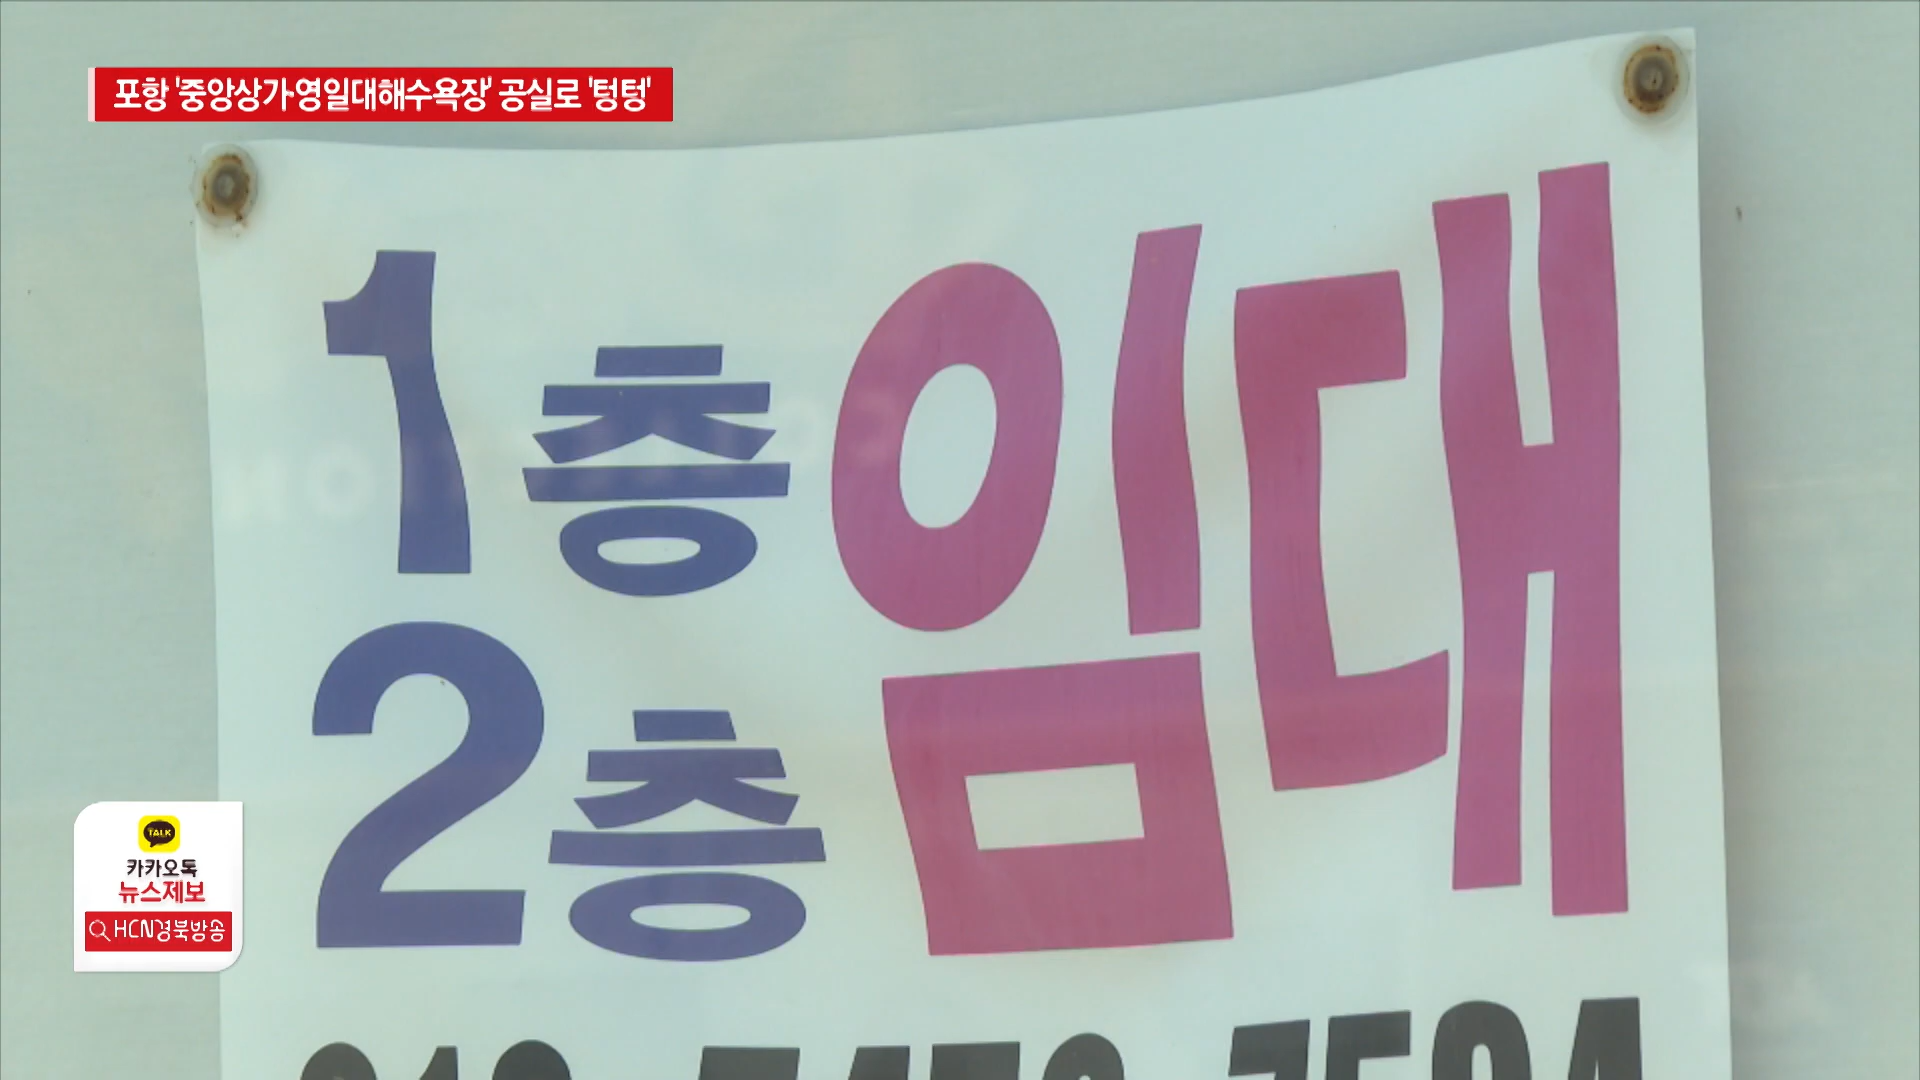 포항 '중앙상가·영일대해수욕장' 공실로 '텅텅'
1층
2층
임대
TALK
카카오톡
뉴스제보
HCN경북방송